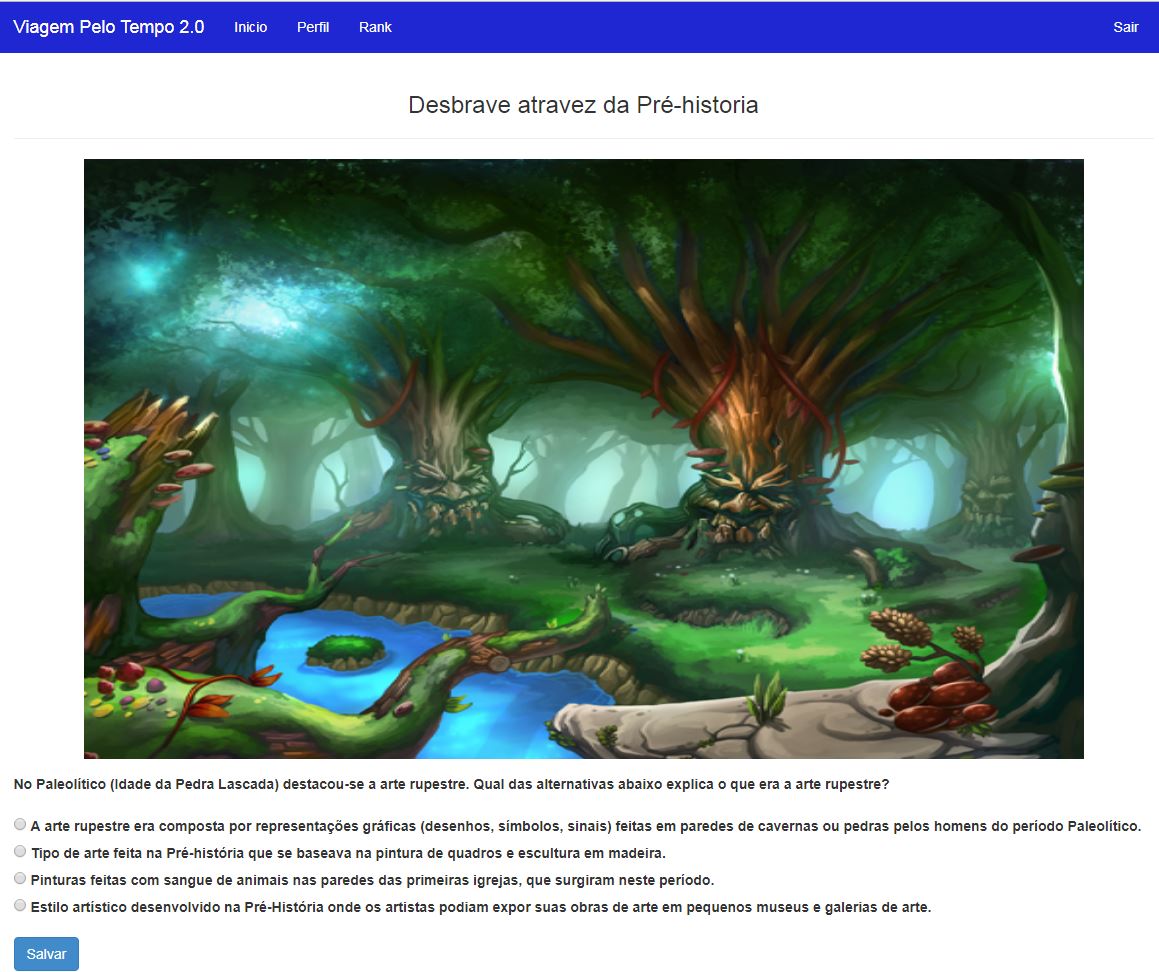 Viagem Pelo Tempo 2.0 Inicio Perfil Rank Sair
Desbrave atravez da Pré-historia
No Paleolítico (Idade da Pedra Lascada) destacou-se a arte rupestre. Qual das alternativas abaixo explica o que era a arte rupestre?
A arte rupestre era composta por representações gráficas (desenhos, símbolos, sinais) feitas em paredes de cavernas ou pedras pelos homens do período Paleolítico.
Tipo de arte feita na Pré-história que se baseava na pintura de quadros e escultura em madeira.
Pinturas feitas com sangue de animais nas paredes das primeiras igrejas, que surgiram neste período.
Estilo artístico desenvolvido na Pré-História onde os artistas podiam expor suas obras de arte em pequenos museus e galerias de arte.
Salvar